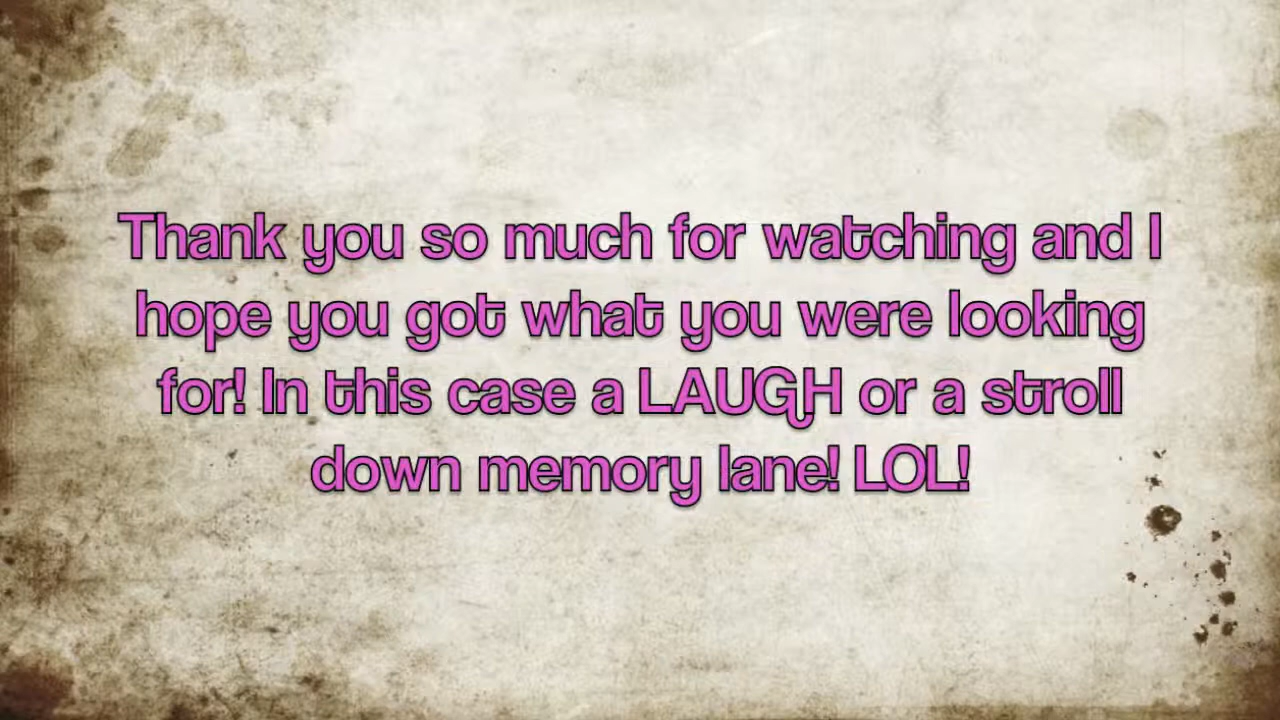 Thank you so much for watching and I
hope you got what you were looking
for! In this case a LAUGH or a stroll
down memory lane! LOL!